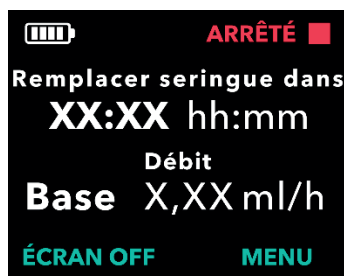 ARRÊTÉ
Remplacer seringue dans
XX:XX hh:mm
Débit
Base X,XX ml/h
ÉCRAN OFF MENU